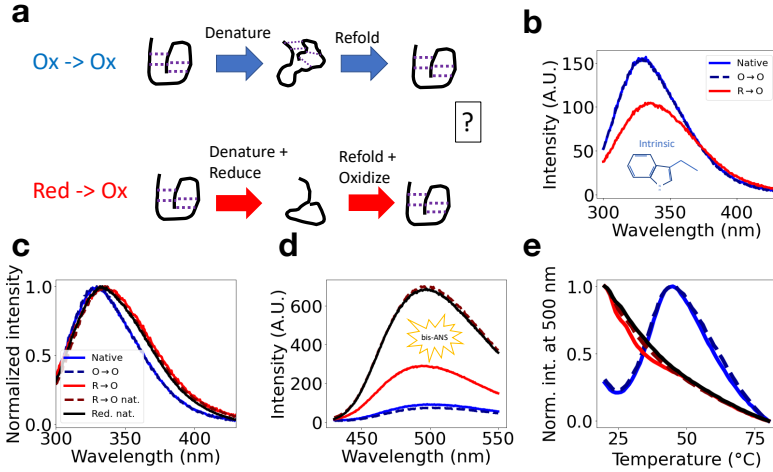 a
Denature
Refold
Ox -> Ox
?
Denature +
Reduce
Refold +
Oxidize
Red -> Ox
b
Intensity (A.U.)
150
100
50
0
300
350
400
Wavelength (nm)
Native
O→O
R→O
Intrinsic
c
Normalized intensity
1.0
0.5
0.0
300
400
Wavelength (nm)
Native
O→O
R→O
R→O nat.
Red. nat.
d
Intensity (A.U.)
600
400
200
0
450
500
550
Wavelength (nm)
bis-ANS
e
Norm. int. at 500 nm
1.0
0.5
0.0
25
50
75
Temperature (°C)